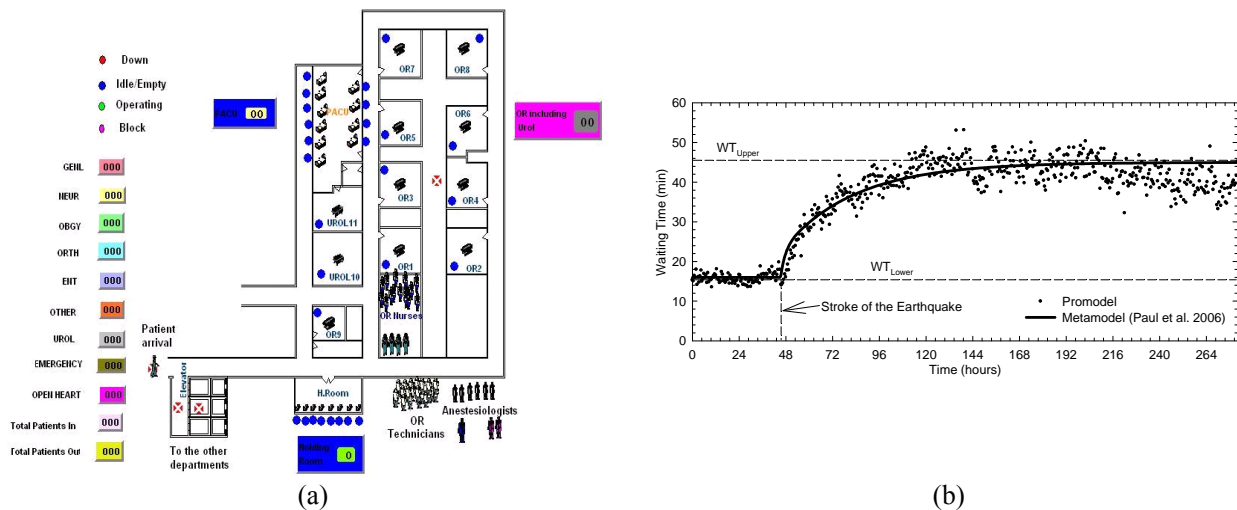 Down
Idle/Empty
Operating
Block
PACU 00
OR including
Urol 00
GENL 000
NEUR 000
OBGY 000
ORTH 000
ENT 000
OTHER 000
UROL 000
EMERGENCY 000
OPEN HEART 000
Total Patients In 000
Total Patients Out 000
Patient
arrival
Elevator
To the other
departments
OR7
OR8
PACU
OR5
OR6
OR3
OR4
UROL11
UROL10
OR1
OR2
OR Nurses
OR9
H.Room
Holding
Room 0
OR
Technicians
Anestesiologists
(a)
Waiting Time (min)
60
50
40
30
20
10
0
WTUpper
WTLower
Stroke of the Earthquake
Promodel
Metamodel (Paul et al. 2006)
0 24 48 72 96 120 144 168 192 216 240 264
Time (hours)
(b)